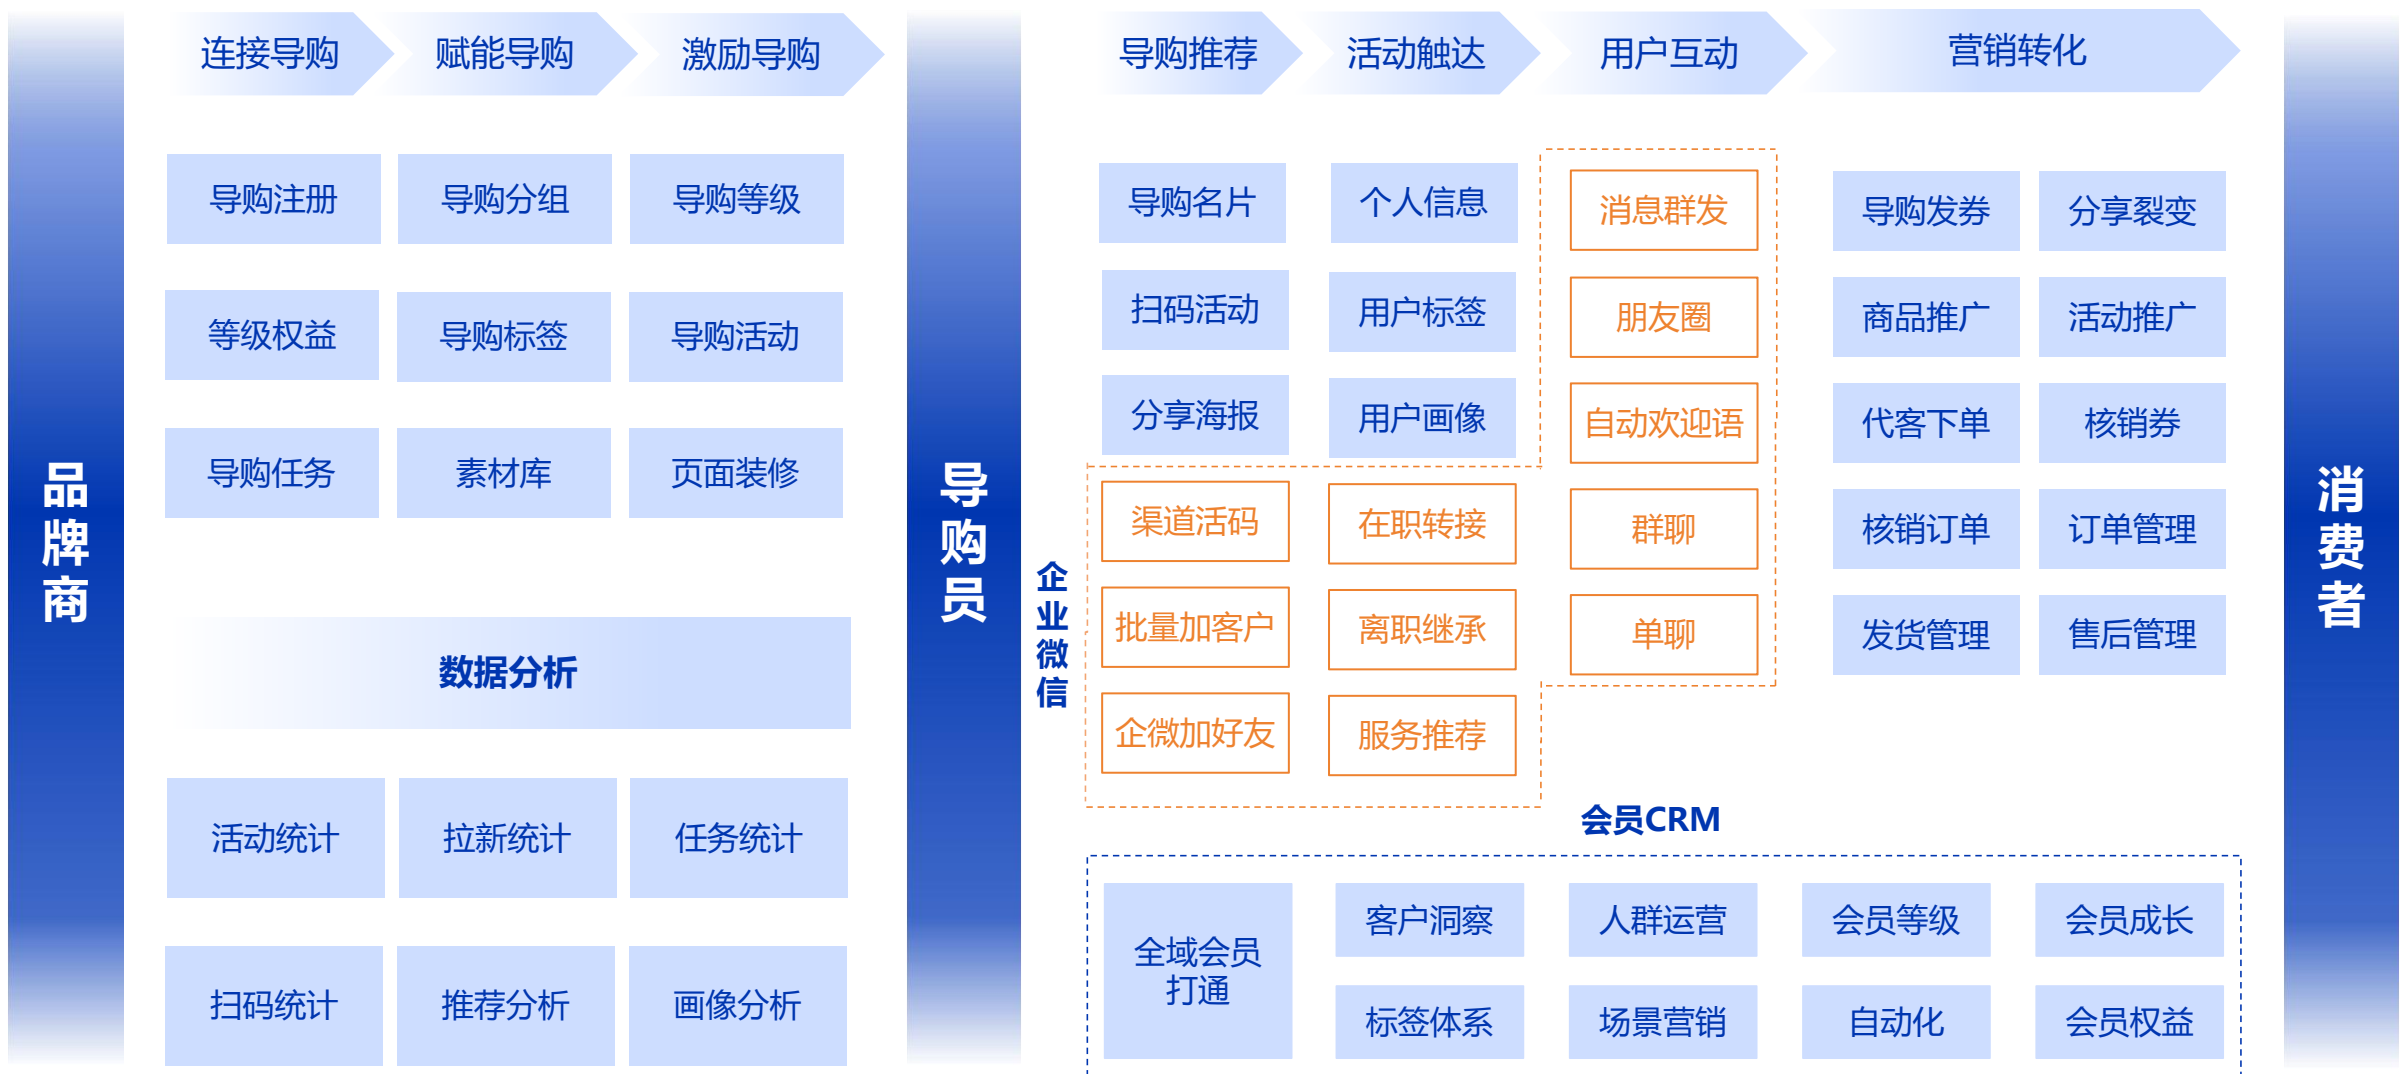 品牌商
连接导购
赋能导购
激励导购
导购注册
导购分组
导购等级
等级权益
导购标签
导购活动
导购任务
素材库
页面装修
数据分析
活动统计
拉新统计
任务统计
扫码统计
推荐分析
画像分析
导购员
导购推荐
活动触达
用户互动
营销转化
导购名片
个人信息
消息群发
导购发券
分享裂变
扫码活动
用户标签
朋友圈
商品推广
活动推广
分享海报
用户画像
自动欢迎语
代客下单
核销券
企业微信
渠道活码
在职转接
群聊
核销订单
订单管理
批量加客户
离职继承
单聊
发货管理
售后管理
企微加好友
服务推荐
会员CRM
全域会员
打通
客户洞察
人群运营
会员等级
会员成长
标签体系
场景营销
自动化
会员权益
消费者